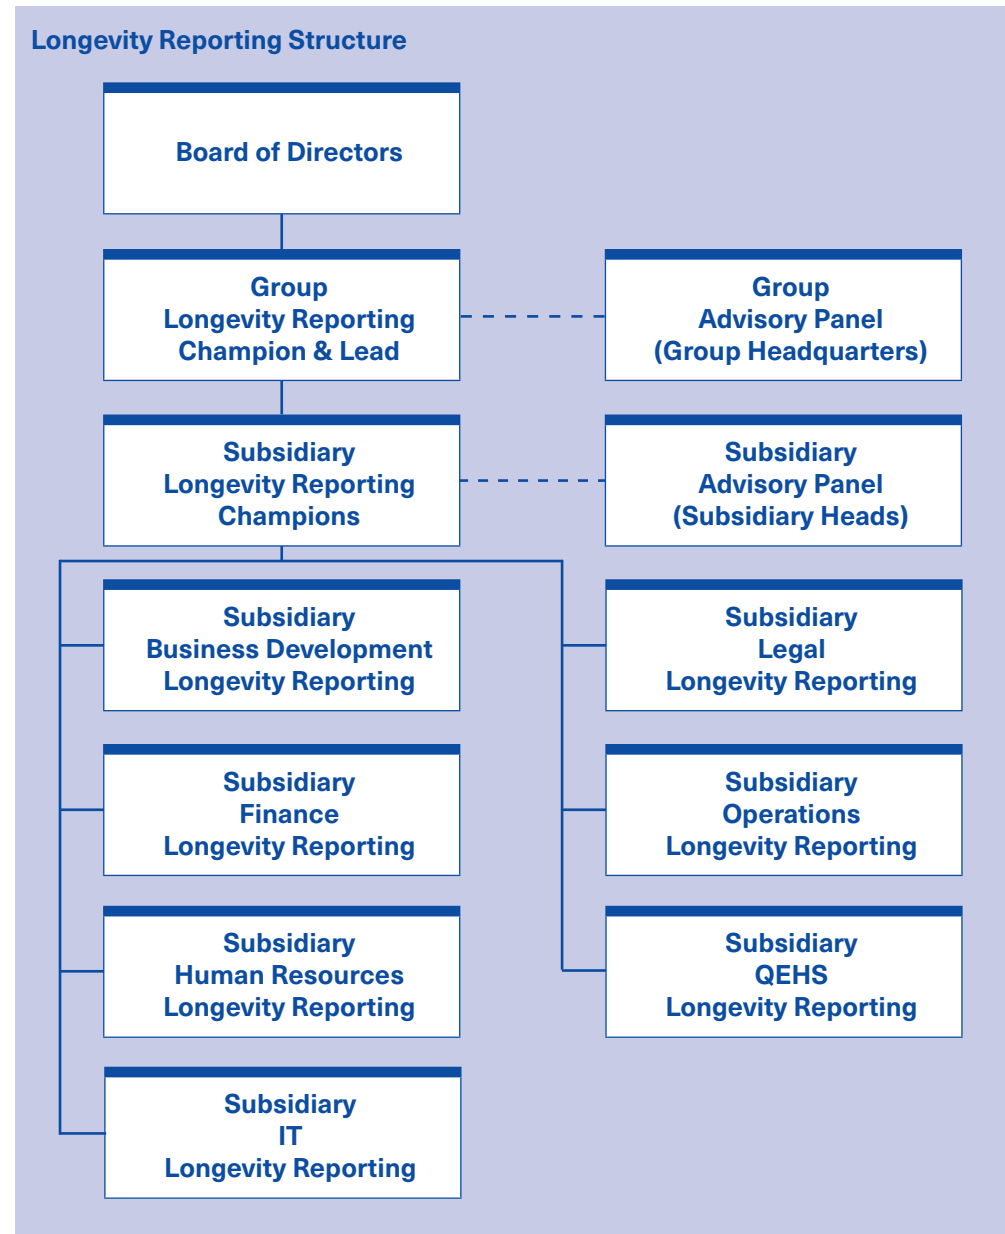 Longevity Reporting Structure
Board of Directors
Group
Longevity Reporting
Champion & Lead
Group
Advisory Panel
(Group Headquarters)
Subsidiary
Longevity Reporting
Champions
Subsidiary
Advisory Panel
(Subsidiary Heads)
Subsidiary
Business Development
Longevity Reporting
Subsidiary
Legal
Longevity Reporting
Subsidiary
Finance
Longevity Reporting
Subsidiary
Operations
Longevity Reporting
Subsidiary
Human Resources
Longevity Reporting
Subsidiary
QEHS
Longevity Reporting
Subsidiary
IT
Longevity Reporting